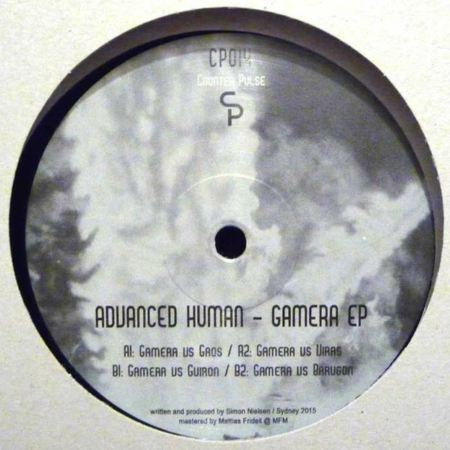 CP014
Counter Pulse
CP
ADVANCED HUMAN - GAMERA EP
A1: Gamera vs Gaos / A2: Gamera vs Viras
B1: Gamera vs Guiron / B2: Gamera vs Barugon
written and produced by Simon Nielsen / Sydney 2015
mastered by Mattias Fridell @ MFM